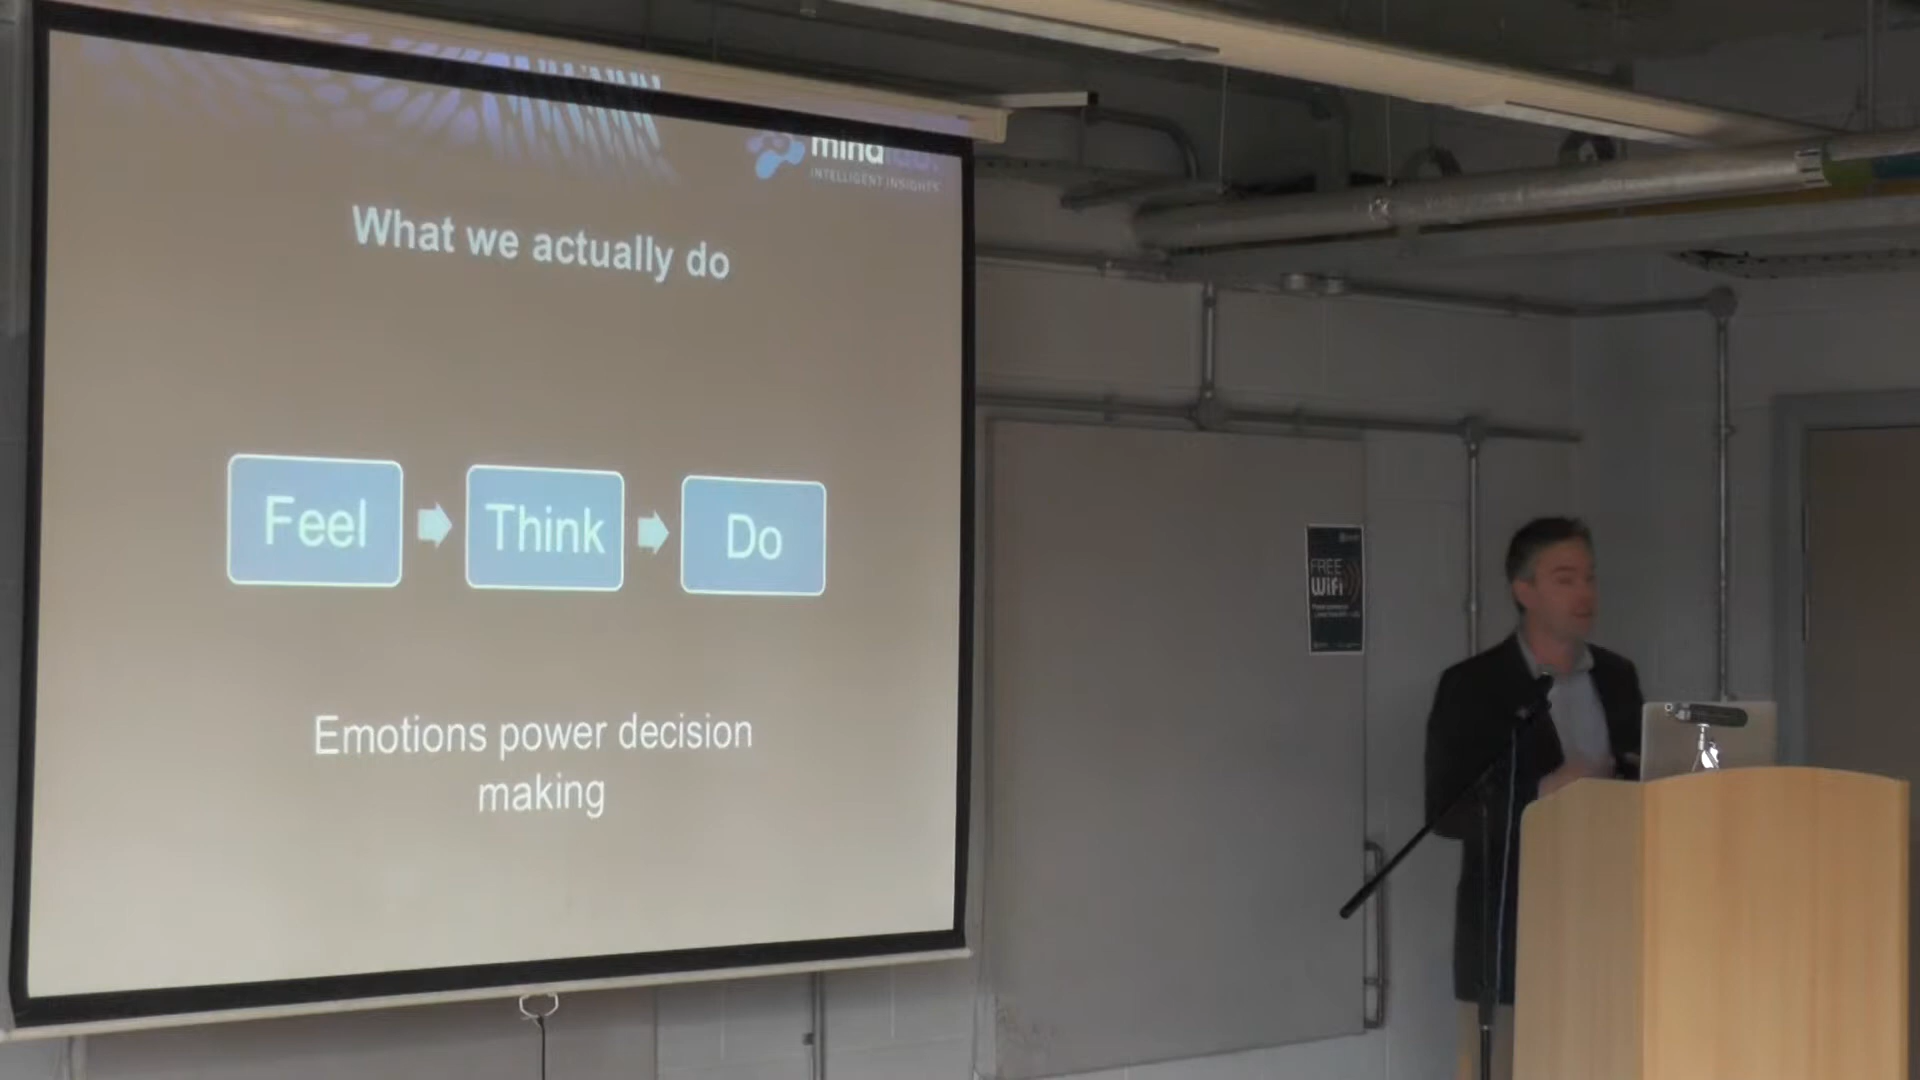 mind
INTELLIGENT INSIGHTS
What we actually do
Feel
Think
Do
Emotions power decision
making
FREE
WiFi